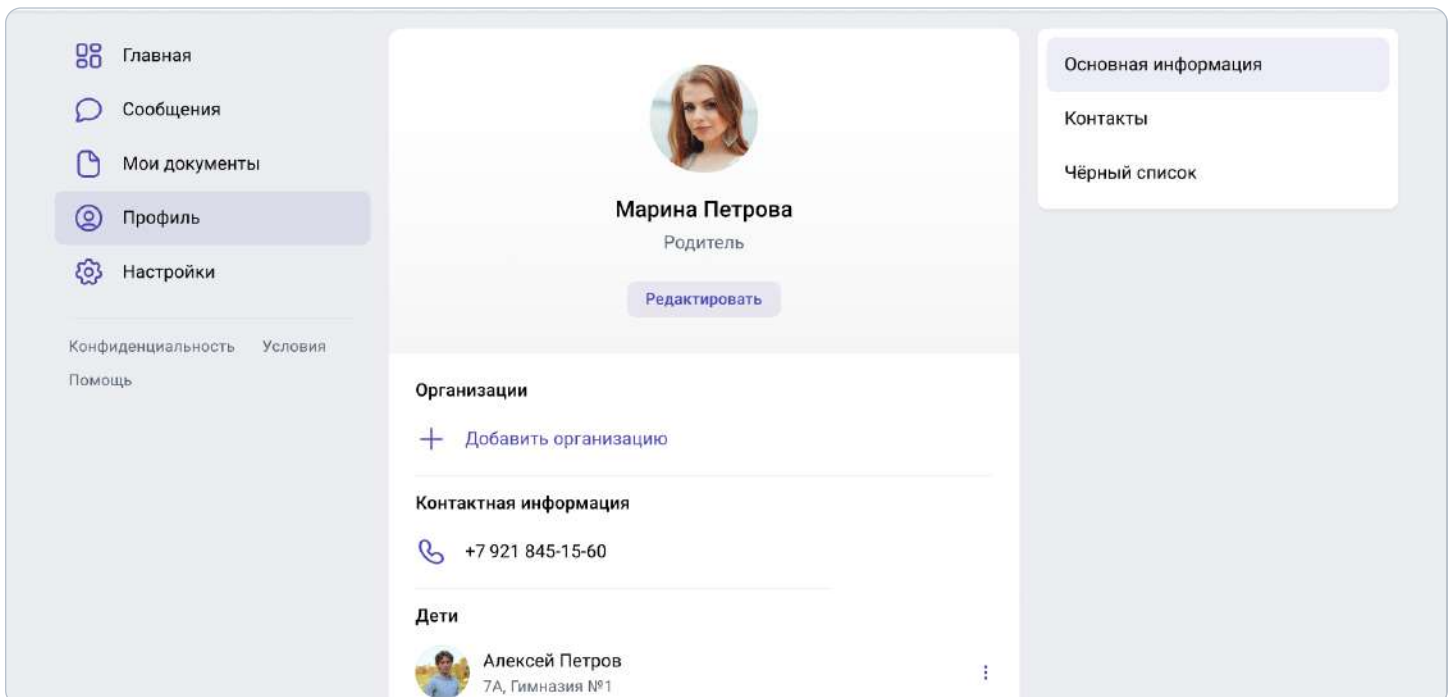 Главная
Сообщения
Мои документы
Профиль
Настройки
Конфиденциальность Условия
Помощь
Марина Петрова
Родитель
Редактировать
Организации
Добавить организацию
Контактная информация
+7 921 845-15-60
Дети
Алексей Петров
7А, Гимназия №1
Основная информация
Контакты
Чёрный список